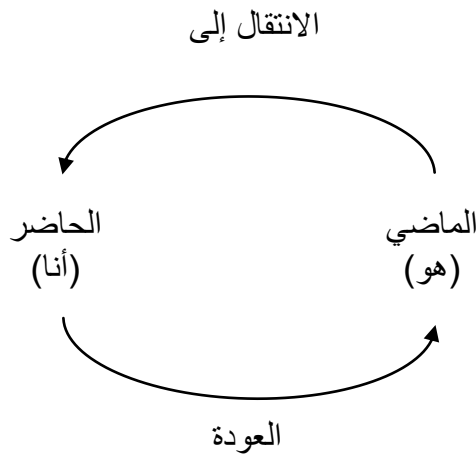 الانتقال إلى
الماضي
(هو)
الحاضر
(أنا)
العودة